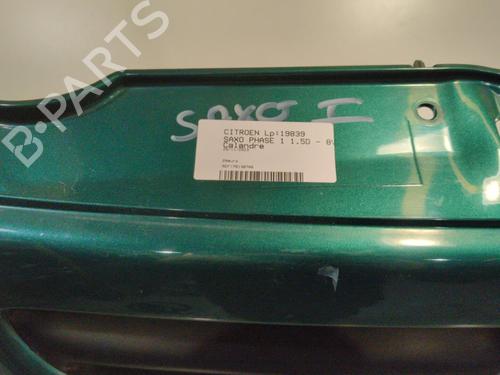 B-PARTS
SAXO I
CITROEN Lp:19839
SAXO PHASE 1 1.5D - 8V
Calandre